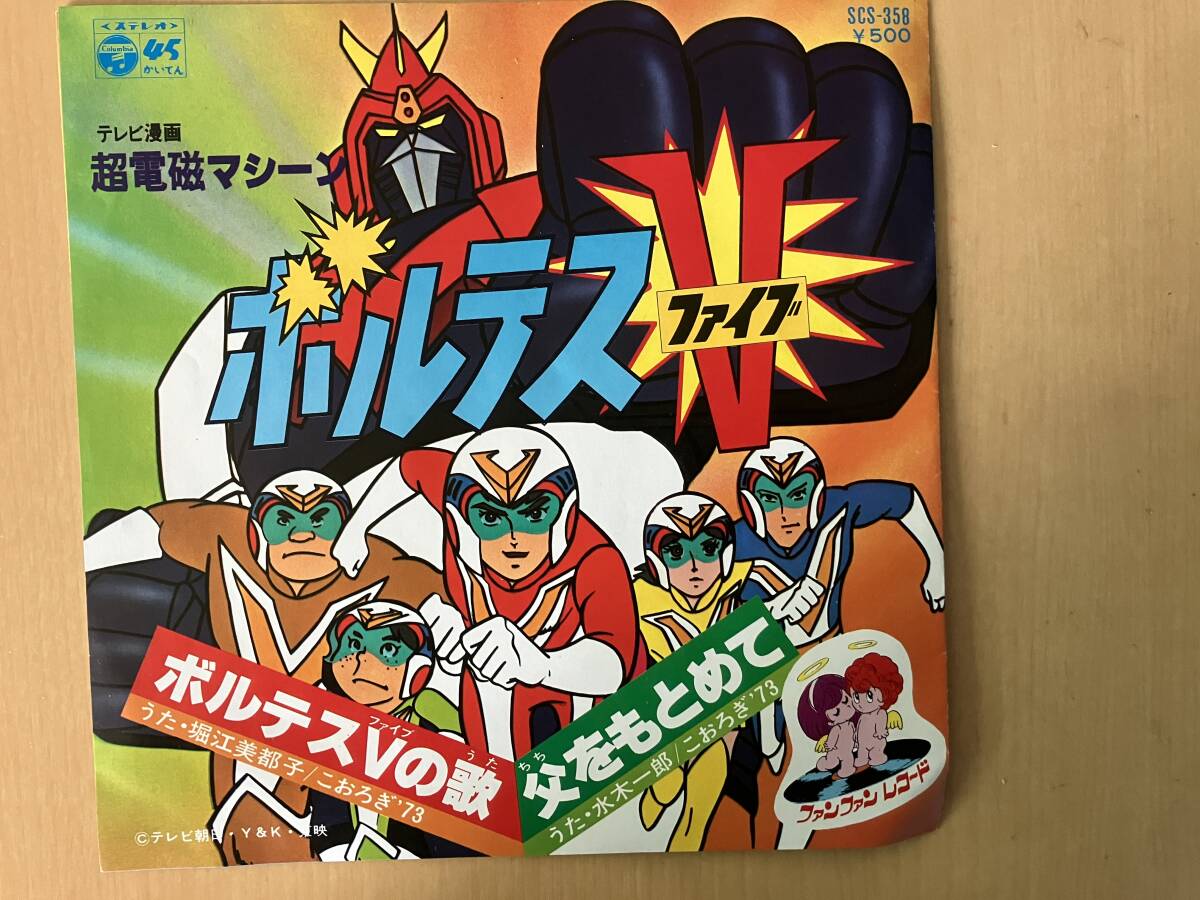 <ステレオ>
Columbia
45
かいてん
SCS-358
¥500
テレビ漫画
超電磁マシーン
ボルテスV
ファイブ
ボルテスVの歌
ファイブ
うた
うた・堀江美都子/こおろぎ'73
父をもとめて
ちち
うた・水木一郎/こおろぎ'73
ファンファン レコード
©テレビ朝日・Y&K・東映